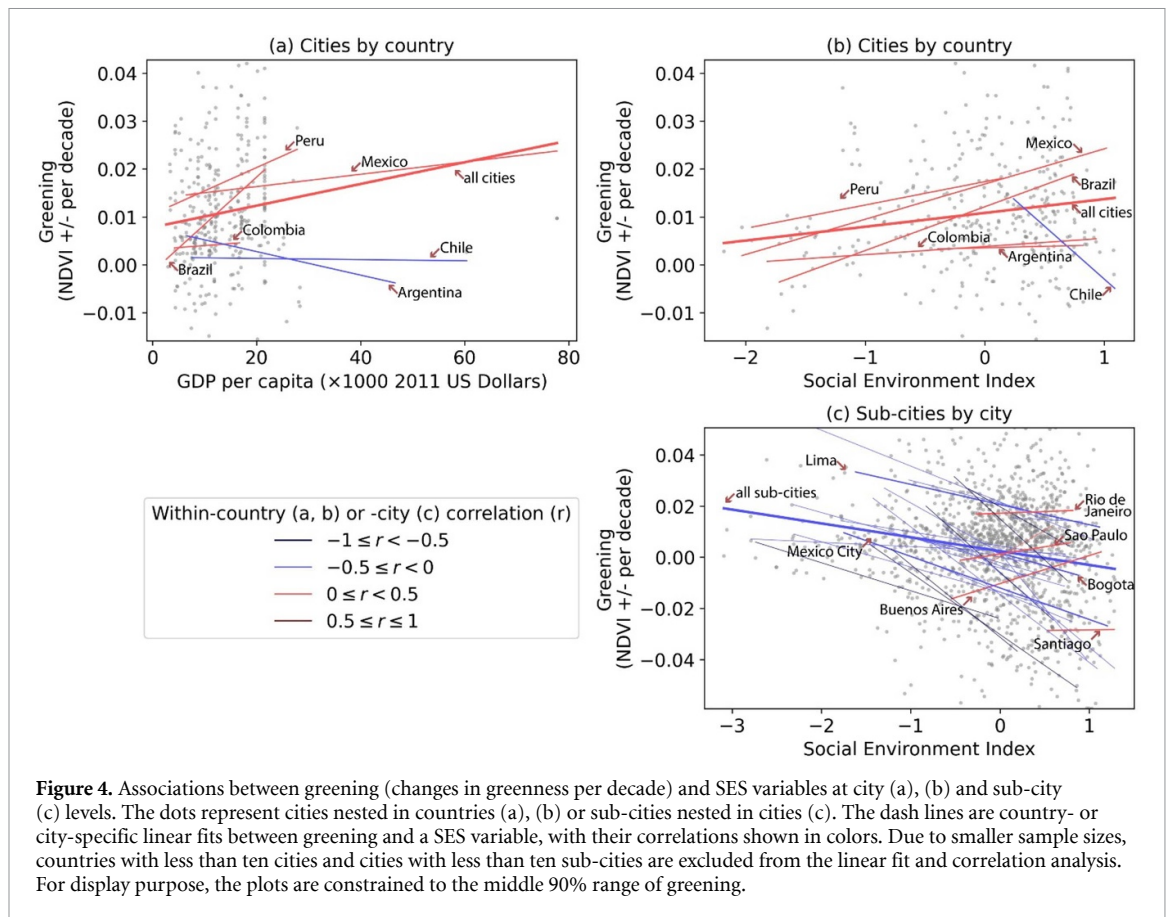 (a) Cities by country
0.04
0.03
0.02
0.01
0.00
−0.01
Greening
(NDVI +/- per decade)
Peru
Mexico
all cities
Colombia
Chile
Brazil
Argentina
0 20 40 60 80
GDP per capita (×1000 2011 US Dollars)
(b) Cities by country
0.04
0.03
0.02
0.01
0.00
−0.01
Greening
(NDVI +/- per decade)
Mexico
Peru
Brazil
all cities
Colombia
Argentina
Chile
−2 −1 0 1
Social Environment Index
Within-country (a, b) or -city (c) correlation (r)
−1 ≤ r < −0.5
−0.5 ≤ r < 0
0 ≤ r < 0.5
0.5 ≤ r ≤ 1
(c) Sub-cities by city
0.04
0.02
0.00
−0.02
−0.04
Greening
(NDVI +/- per decade)
Lima
all sub-cities
Rio de
Janeiro
Sao Paulo
Mexico City
Bogota
Buenos Aires
Santiago
−3 −2 −1 0 1
Social Environment Index
Figure 4. Associations between greening (changes in greenness per decade) and SES variables at city (a), (b) and sub-city
(c) levels. The dots represent cities nested in countries (a), (b) or sub-cities nested in cities (c). The dash lines are country- or
city-specific linear fits between greening and a SES variable, with their correlations shown in colors. Due to smaller sample sizes,
countries with less than ten cities and cities with less than ten sub-cities are excluded from the linear fit and correlation analysis.
For display purpose, the plots are constrained to the middle 90% range of greening.